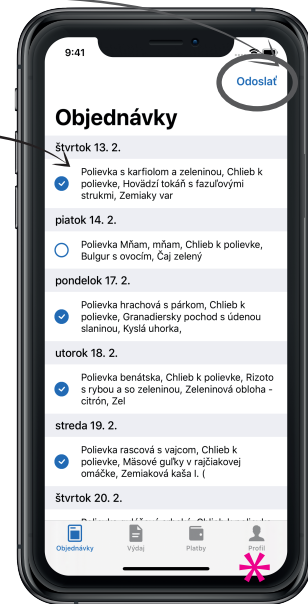 9:41
Odoslať
Objednávky
štvrtok 13. 2.
Polievka s karfiolom a zeleninou, Chlieb k
polievke, Hovädzí tokáň s fazuľovými
strukmi, Zemiaky var
piatok 14. 2.
Polievka Mňam, mňam, Chlieb k polievke,
Bulgur s ovocím, Čaj zelený
pondelok 17. 2.
Polievka hrachová s párkom, Chlieb k
polievke, Granadiersky pochod s údenou
slaninou, Kyslá uhorka,
utorok 18. 2.
Polievka benátska, Chlieb k polievke, Rizoto
s rybou a so zeleninou, Zeleninová obloha -
citrón, Zel
streda 19. 2.
Polievka rascová s vajcom, Chlieb k
polievke, Mäsové guľky v rajčiakovej
omáčke, Zemiaková kaša I. (
štvrtok 20. 2.
Objednávky
Výdaj
Platby
Profil